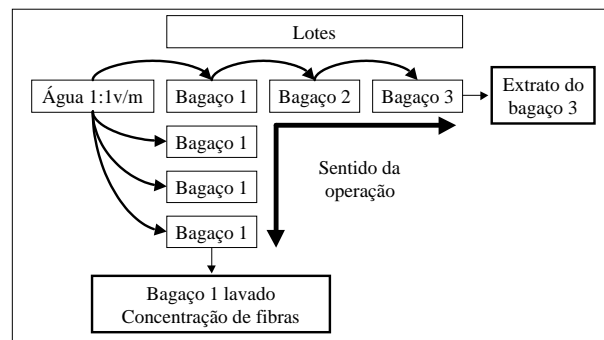 Lotes
Água 1:1v/m
Bagaço 1
Bagaço 2
Bagaço 3
Extrato do
bagaço 3
Bagaço 1
Bagaço 1
Sentido da
operação
Bagaço 1
Bagaço 1 lavado
Concentração de fibras